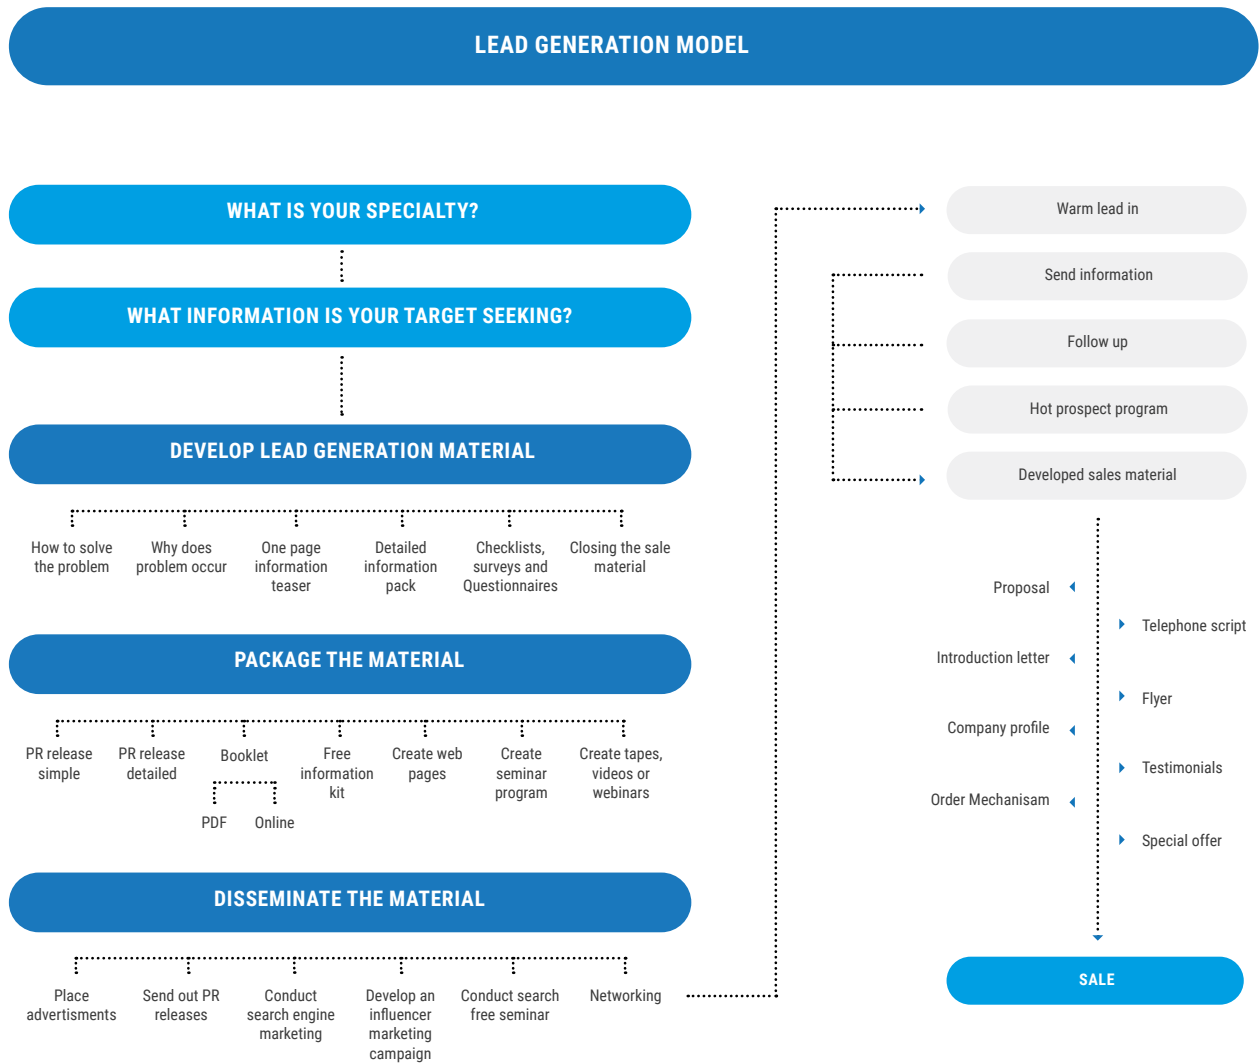 LEAD GENERATION MODEL
WHAT IS YOUR SPECIALTY?
WHAT INFORMATION IS YOUR TARGET SEEKING?
DEVELOP LEAD GENERATION MATERIAL
How to solve
the problem
Why does
problem occur
One page
information
teaser
Detailed
information
pack
Checklists,
surveys and
Questionnaires
Closing the sale
material
PACKAGE THE MATERIAL
PR release
simple
PR release
detailed
Booklet
PDF
Online
Free
information
kit
Create web
pages
Create
seminar
program
Create tapes,
videos or
webinars
DISSEMINATE THE MATERIAL
Place
advertisments
Send out PR
releases
Conduct
search engine
marketing
Develop an
influencer
marketing
campaign
Conduct search
free seminar
Networking
Warm lead in
Send information
Follow up
Hot prospect program
Developed sales material
Proposal
Telephone script
Introduction letter
Flyer
Company profile
Testimonials
Order Mechanisam
Special offer
SALE